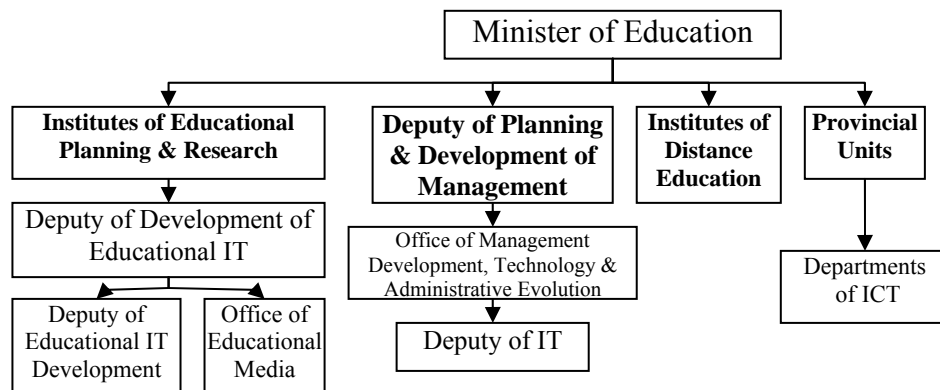 Minister of Education
Institutes of Educational
Planning & Research
Deputy of Planning
& Development of
Management
Institutes of
Distance
Education
Provincial
Units
Deputy of Development of
Educational IT
Office of Management
Development, Technology &
Administrative Evolution
Departments
of ICT
Deputy of
Educational IT
Development
Office of
Educational
Media
Deputy of IT